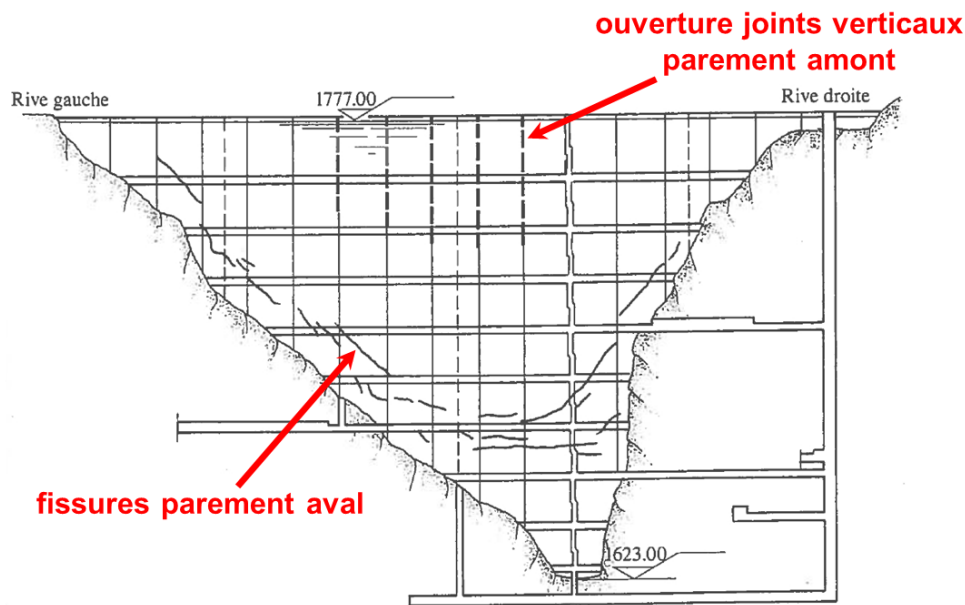 ouverture joints verticaux
parement amont
Rive gauche
1777.00
Rive droite
fissures parement aval
1623.00